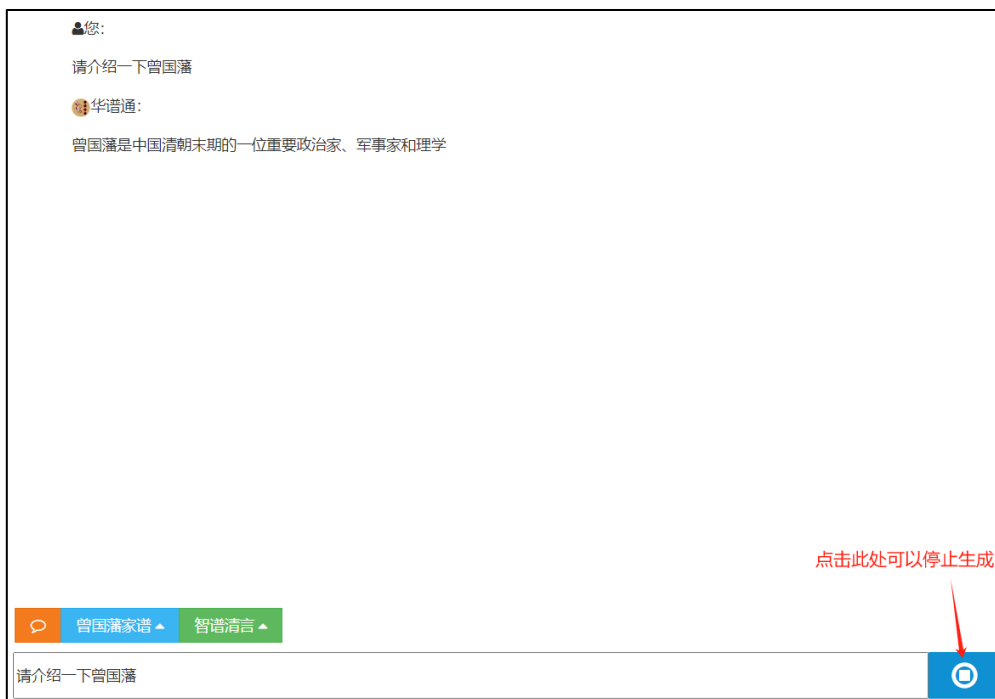 您：
请介绍一下曾国藩
华谱通：
曾国藩是中国清朝末期的一位重要政治家、军事家和理学
点击此处可以停止生成
曾国藩家谱
智谱清言
请介绍一下曾国藩